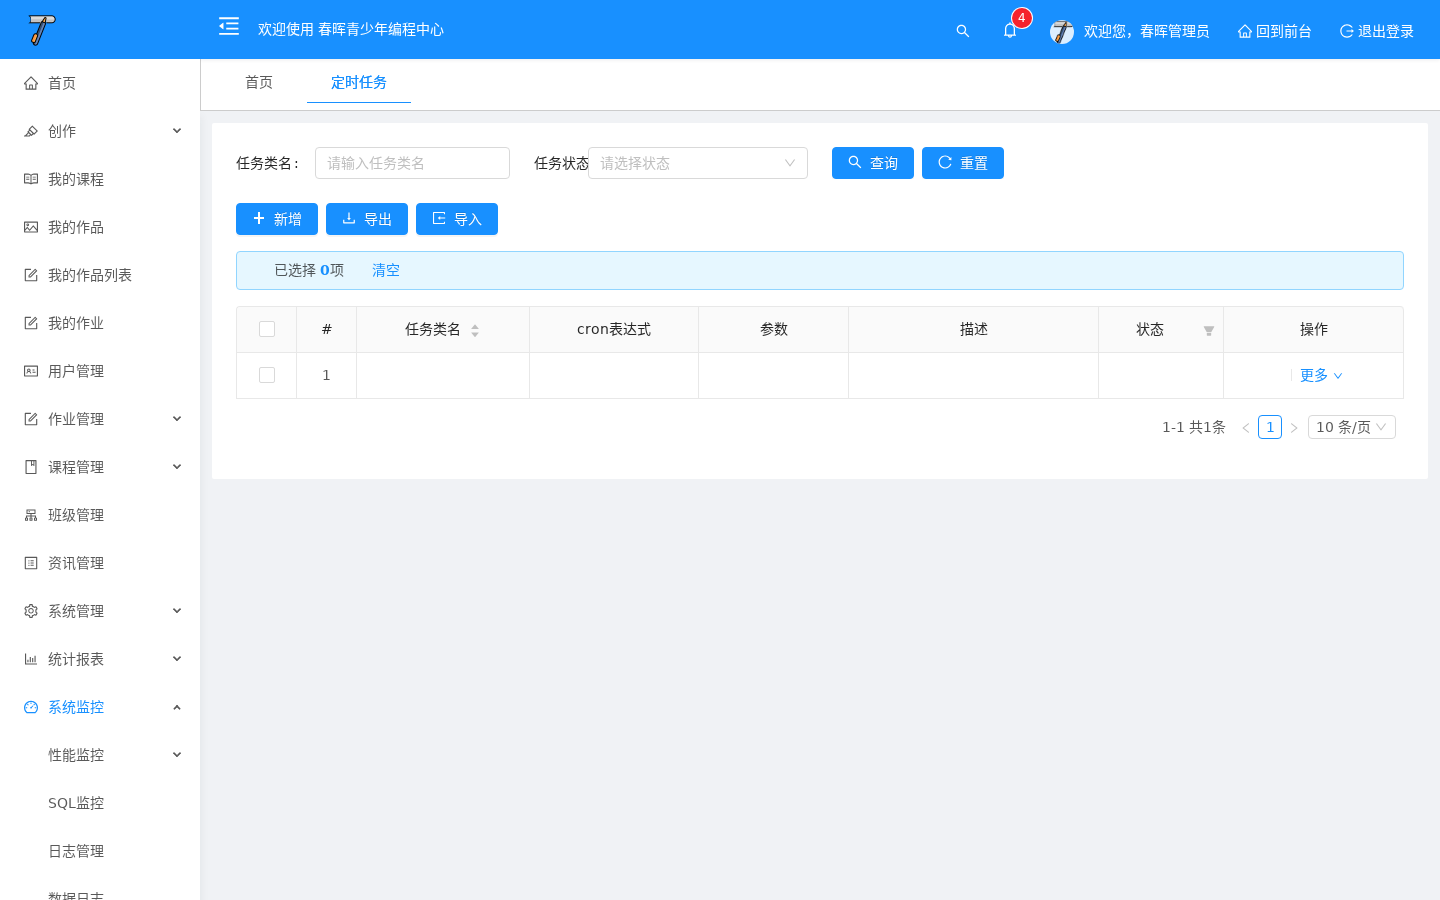 欢迎使用 春晖青少年编程中心
4
欢迎您，春晖管理员
回到前台
退出登录
首页
创作
我的课程
我的作品
我的作品列表
我的作业
用户管理
作业管理
课程管理
班级管理
资讯管理
系统管理
统计报表
系统监控
性能监控
SQL监控
日志管理
数据日志
首页 定时任务
任务类名： 请输入任务类名 任务状态 请选择状态 查询 重置
新增 导出 导入
已选择 0项 清空
# 任务类名 cron表达式 参数 描述 状态 操作
1 更多
1-1 共1条 1 10 条/页